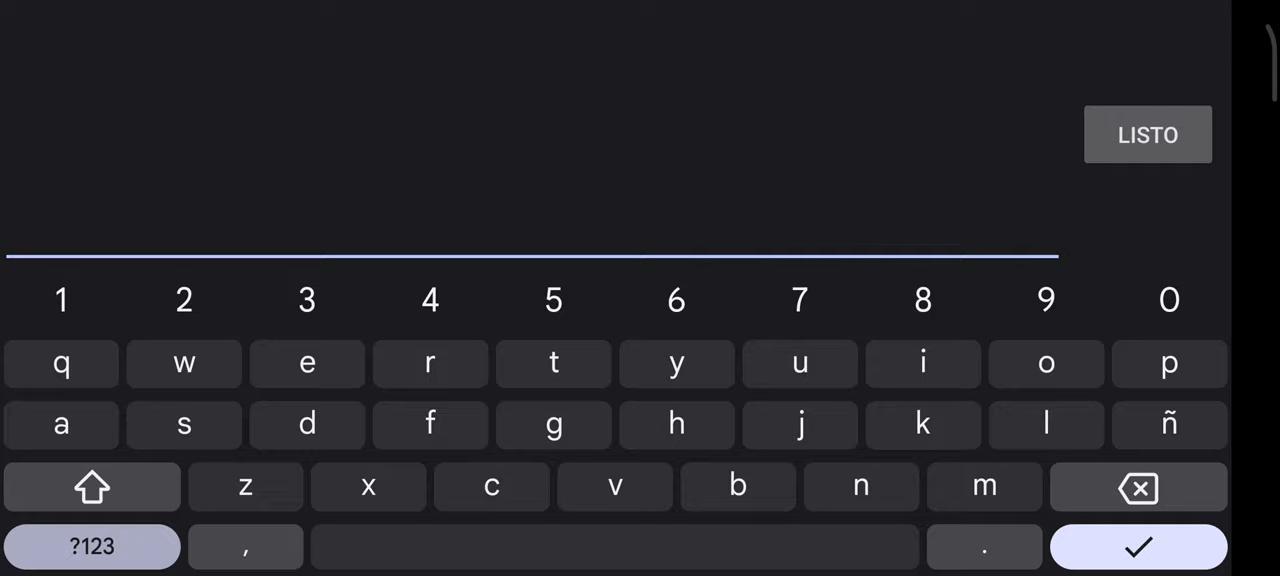 LISTO
1 2 3 4 5 6 7 8 9 0
q w e r t y u i o p
a s d f g h j k l ñ
z x c v b n m
?123 , .